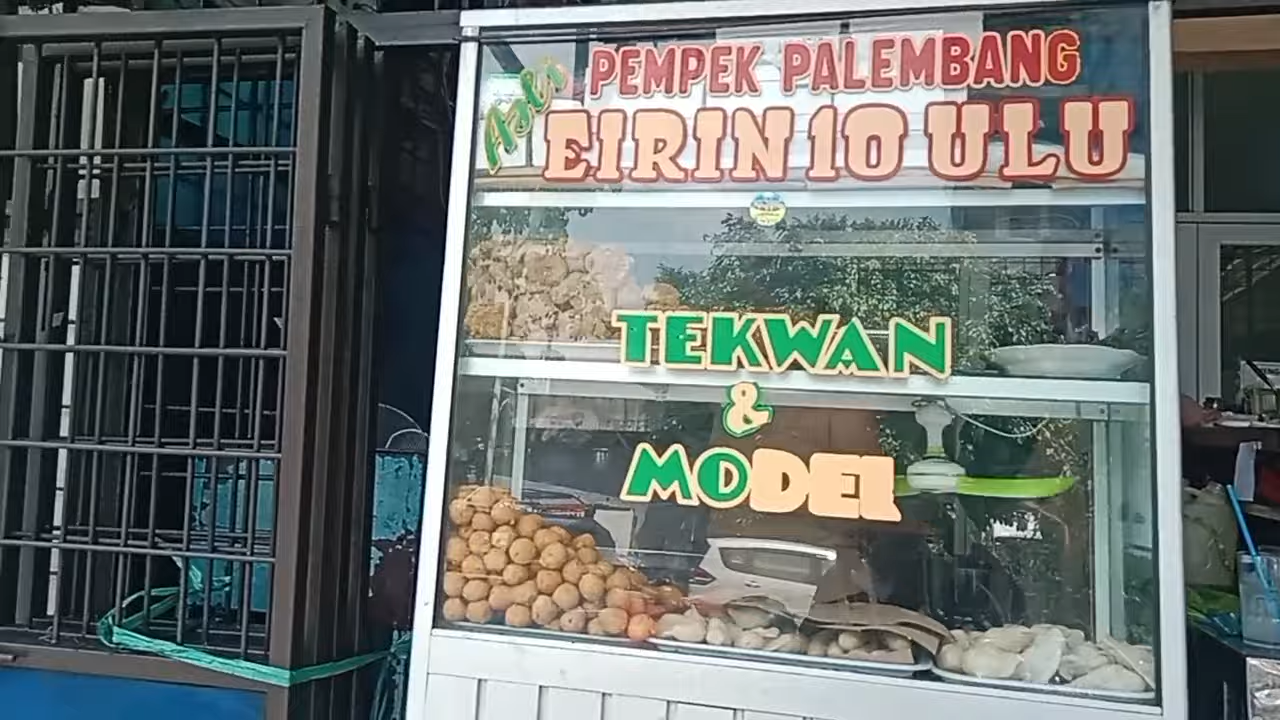 Asli PEMPEK PALEMBANG
EIRIN 10 ULU
TEKWAN
&
MODEL